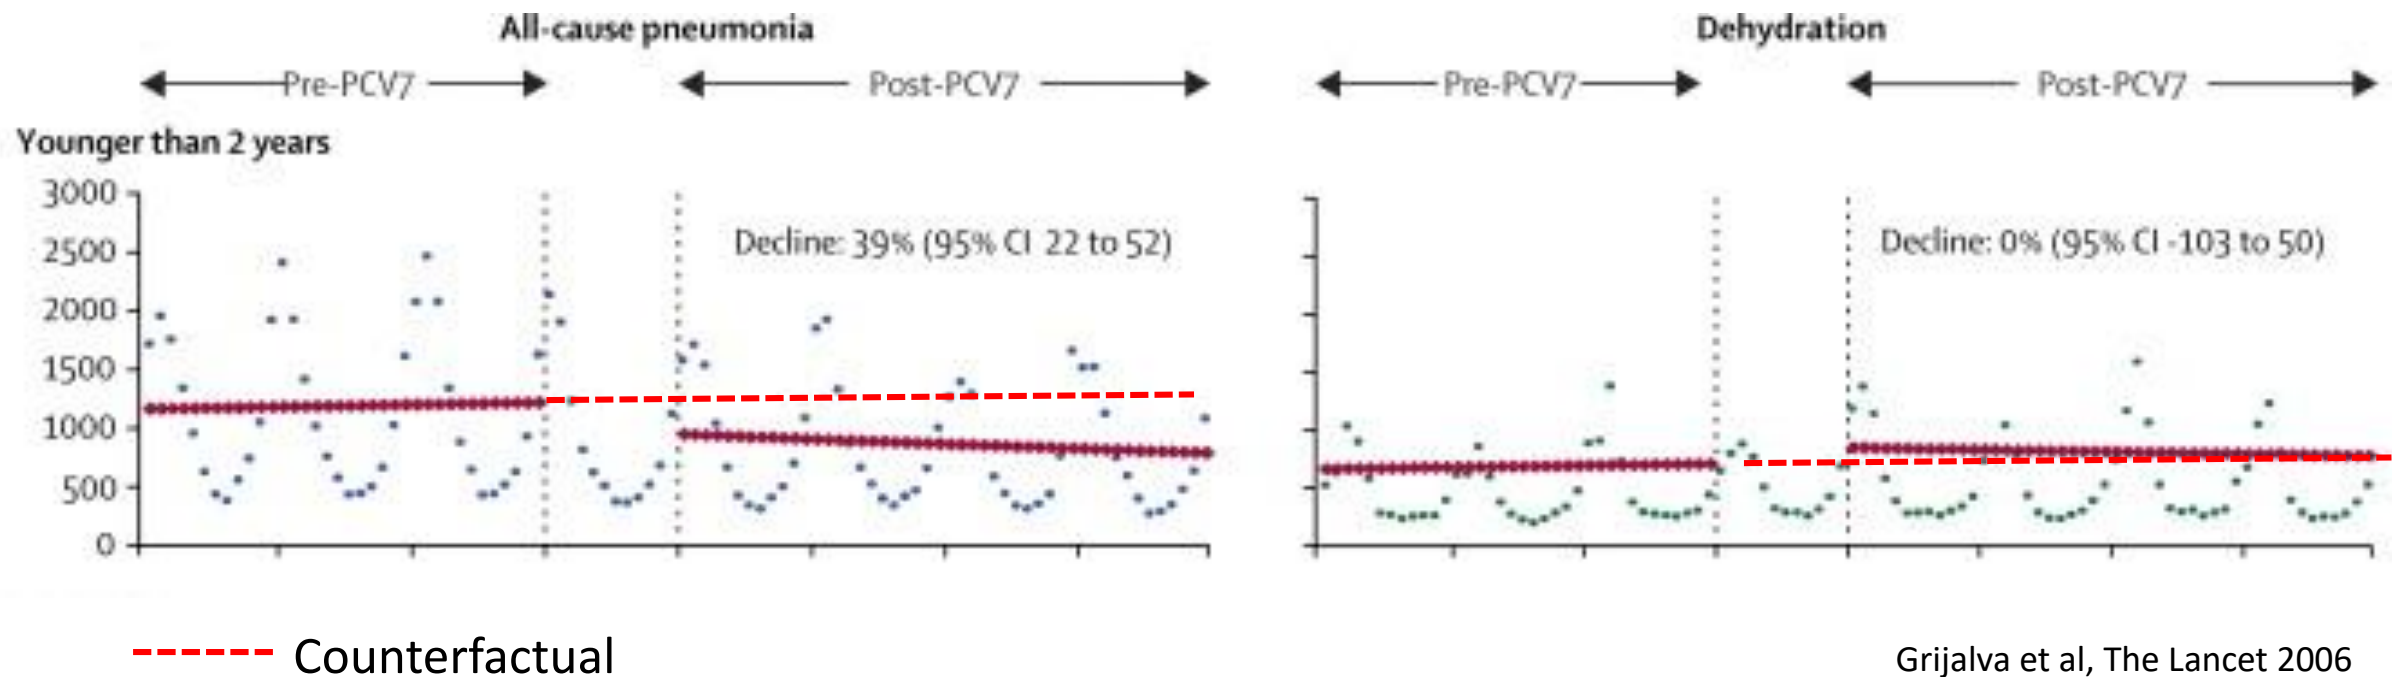 All-cause pneumonia
Dehydration
Pre-PCV7
Post-PCV7
Pre-PCV7
Post-PCV7
Younger than 2 years
3000
2500
2000
1500
1000
500
0
Decline: 39% (95% CI 22 to 52)
Decline: 0% (95% CI -103 to 50)
Counterfactual
Grijalva et al, The Lancet 2006